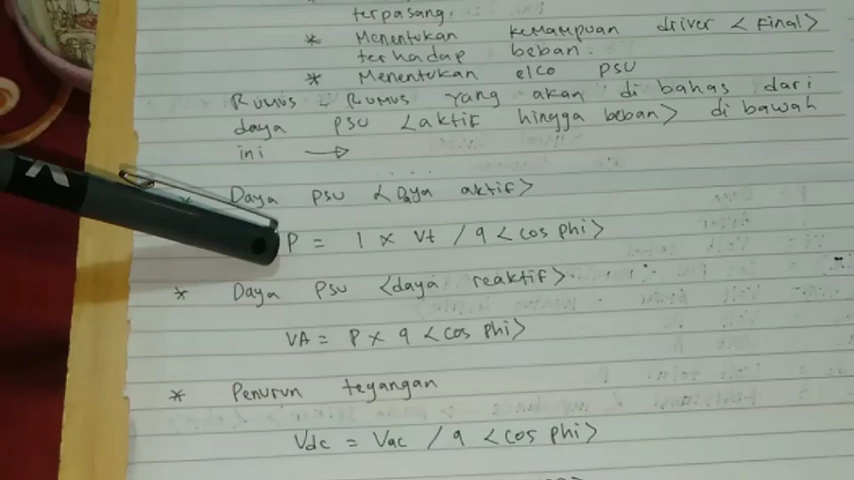 terpasang.
* Menentukan kemampuan driver <final>
terhadap beban.
* Menentukan elco PSU
Rumus - Rumus yang akan di bahas dari
daya PSU <aktif hingga beban> di bawah
ini →
* Daya PSU <Daya aktif>
P = I x Vt / 9 <cos phi>
* Daya PSU <daya reaktif>.
VA = P x 9 <cos phi>
* Penurun tegangan
Vdc = Vac / 9 <cos phi>